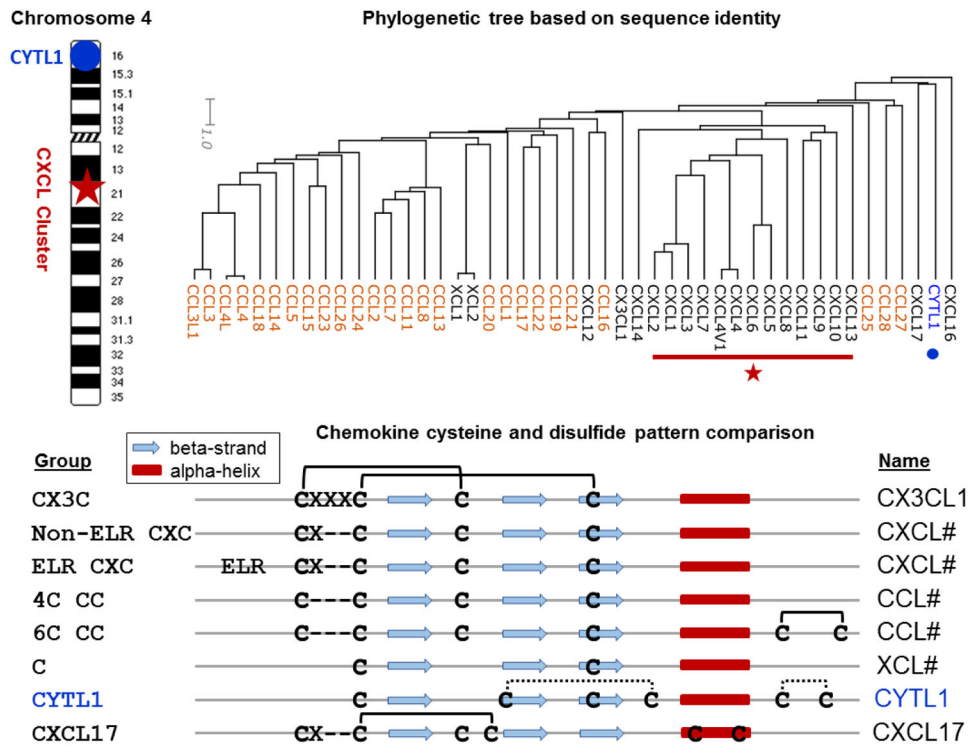 Chromosome 4
Phylogenetic tree based on sequence identity
CYTL1
16
15.3
15.1
14
13
12
12
13
21
22
24
26
27
28
31.1
31.3
32
33
34
35
CXCL Cluster
1.0
CCL3L1
CCL3
CCL4L
CCL4
CCL18
CCL14
CCL5
CCL15
CCL23
CCL26
CCL24
CCL2
CCL7
CCL11
CCL8
CCL13
XCL1
XCL2
CCL20
CCL1
CCL17
CCL22
CCL19
CCL21
CXCL12
CCL16
CX3CL1
CXCL14
CXCL2
CXCL1
CXCL3
CXCL7
CXCL4V1
CXCL4
CXCL6
CXCL5
CXCL8
CXCL11
CXCL9
CXCL10
CXCL13
CCL25
CCL28
CCL27
CXCL17
CYTL1
CXCL16
Chemokine cysteine and disulfide pattern comparison
beta-strand
alpha-helix
Group
Name
CX3C CXXXC C C CX3CL1
Non-ELR CXC CX--C C C CXCL#
ELR CXC ELR CX--C C C CXCL#
4C CC C---C C C CCL#
6C CC C---C C C C C CCL#
C C C XCL#
CYTL1 C C C C C C CYTL1
CXCL17 CX--C C C C C CXCL17